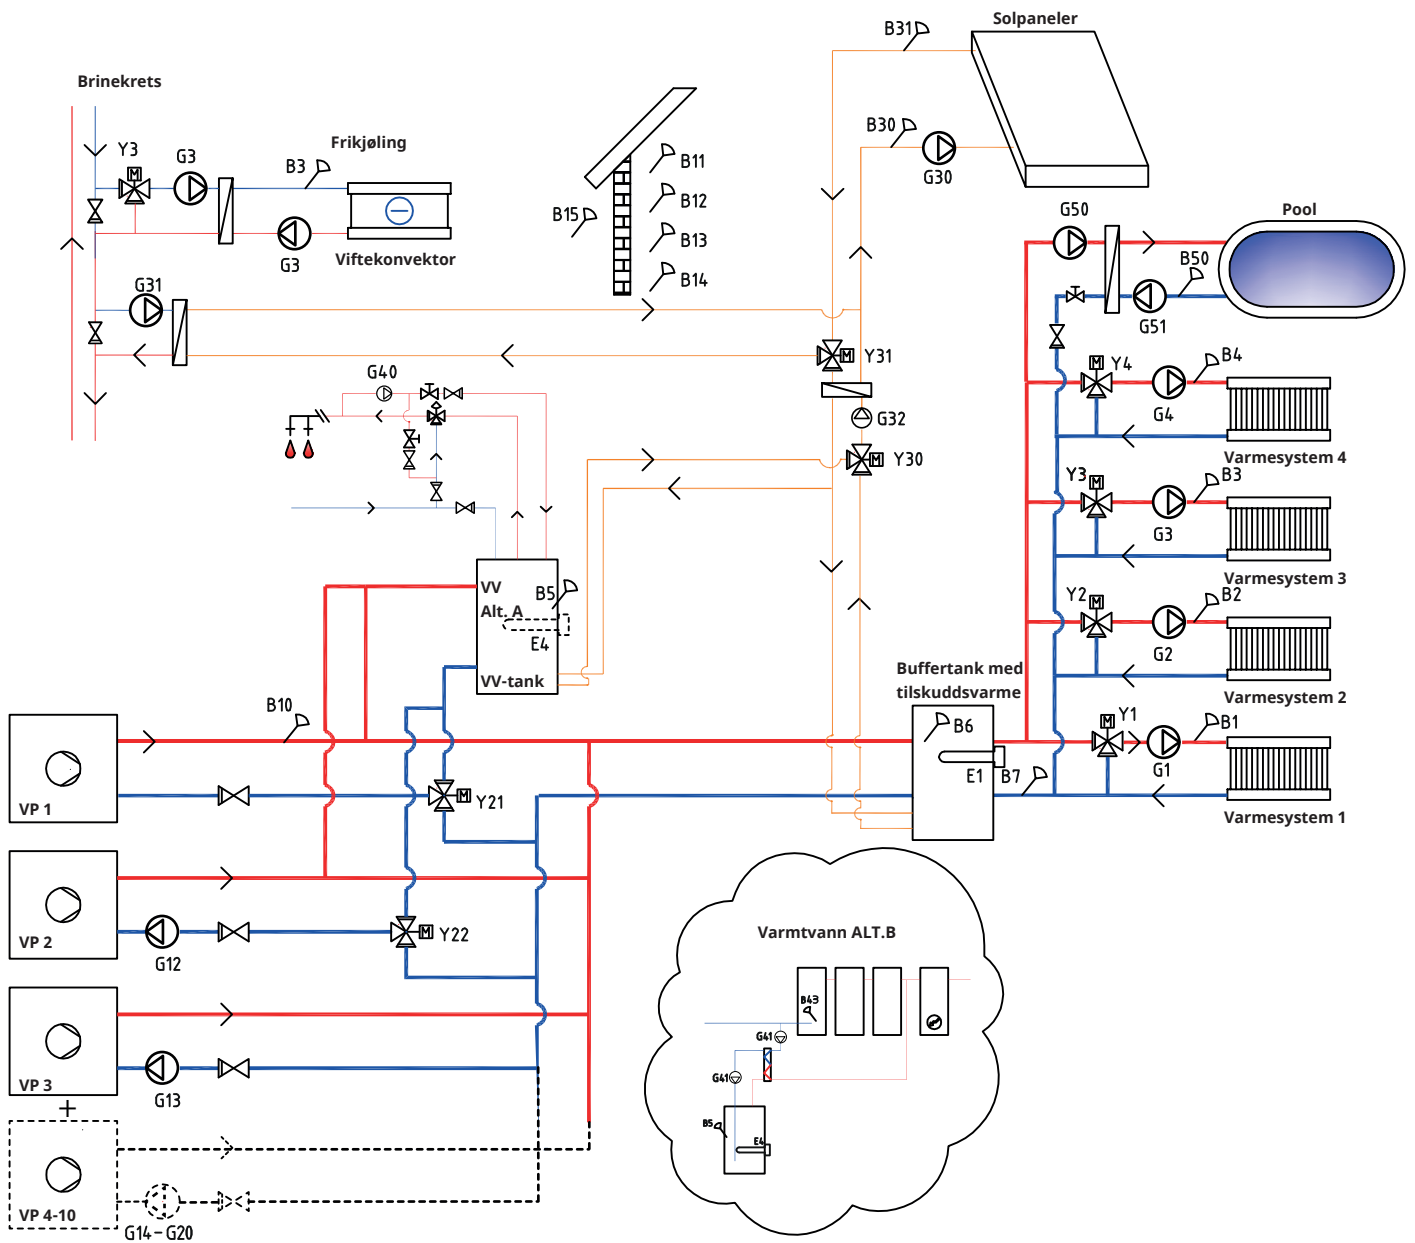 Solpaneler
B31
Brinekrets
B30
G30
Y3
G3
B3
Frikjøling
B11
B12
B15
B13
B14
G3
Viftekonvektor
G31
G50
Pool
B50
G51
Y31
G40
G32
Y30
Y4
B4
G4
Varmesystem 4
Y3
B3
G3
Varmesystem 3
VV
B5
Alt. A
E4
VV-tank
Y2
B2
G2
Varmesystem 2
Buffertank med
tilskuddsvarme
B10
B6
E1
B7
Y1
B1
G1
Varmesystem 1
VP 1
Y21
VP 2
G12
Y22
Varmtvann ALT.B
B43
G41
G41
B5
E4
VP 3
G13
+
VP 4-10
G14-G20
M
M
M
M
M
M
M
M
M